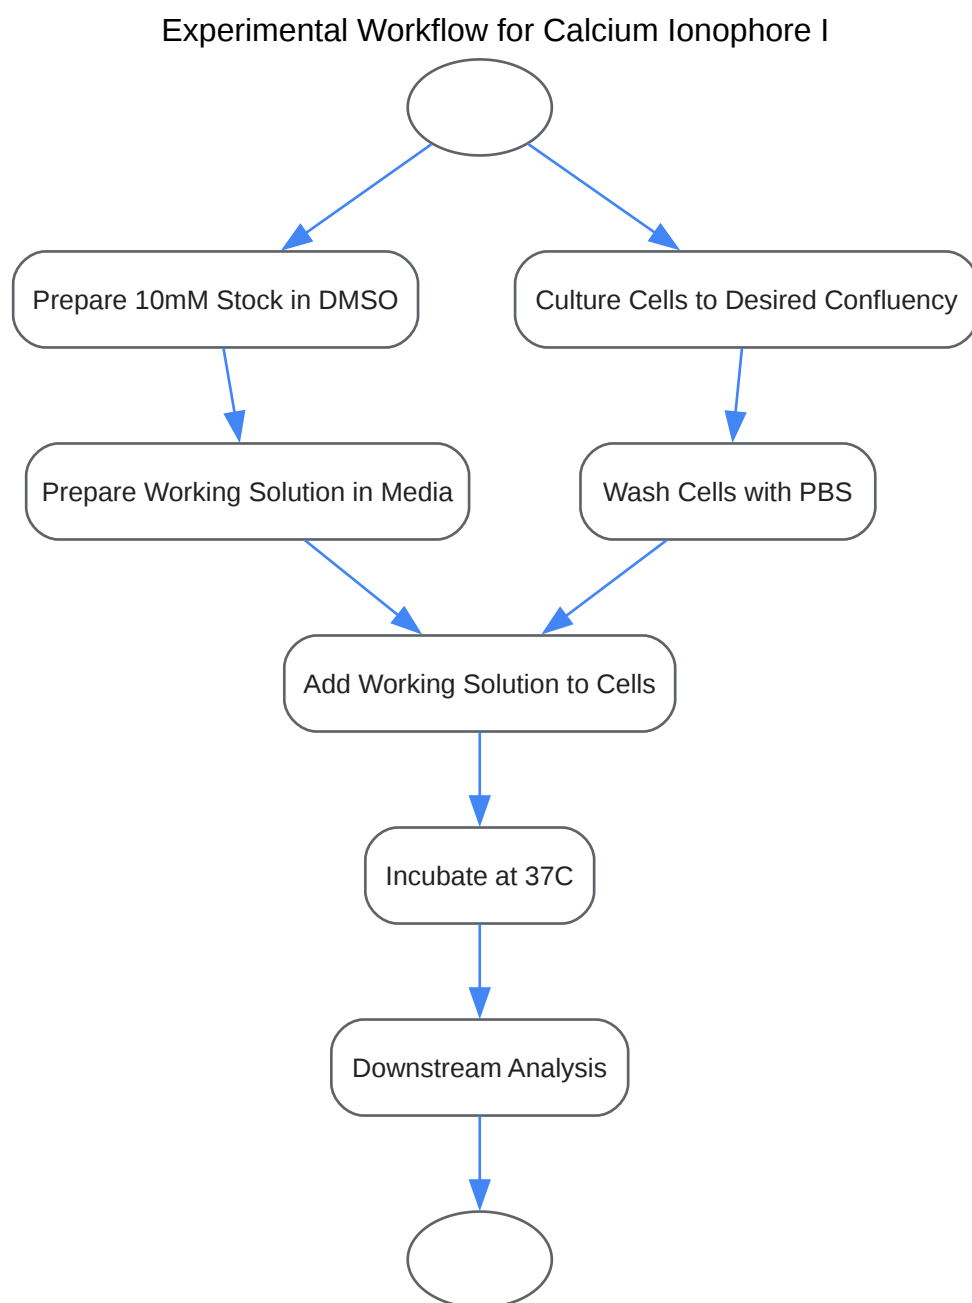 Experimental Workflow for Calcium Ionophore I
Prepare 10mM Stock in DMSO
Culture Cells to Desired Confluency
Prepare Working Solution in Media
Wash Cells with PBS
Add Working Solution to Cells
Incubate at 37C
Downstream Analysis